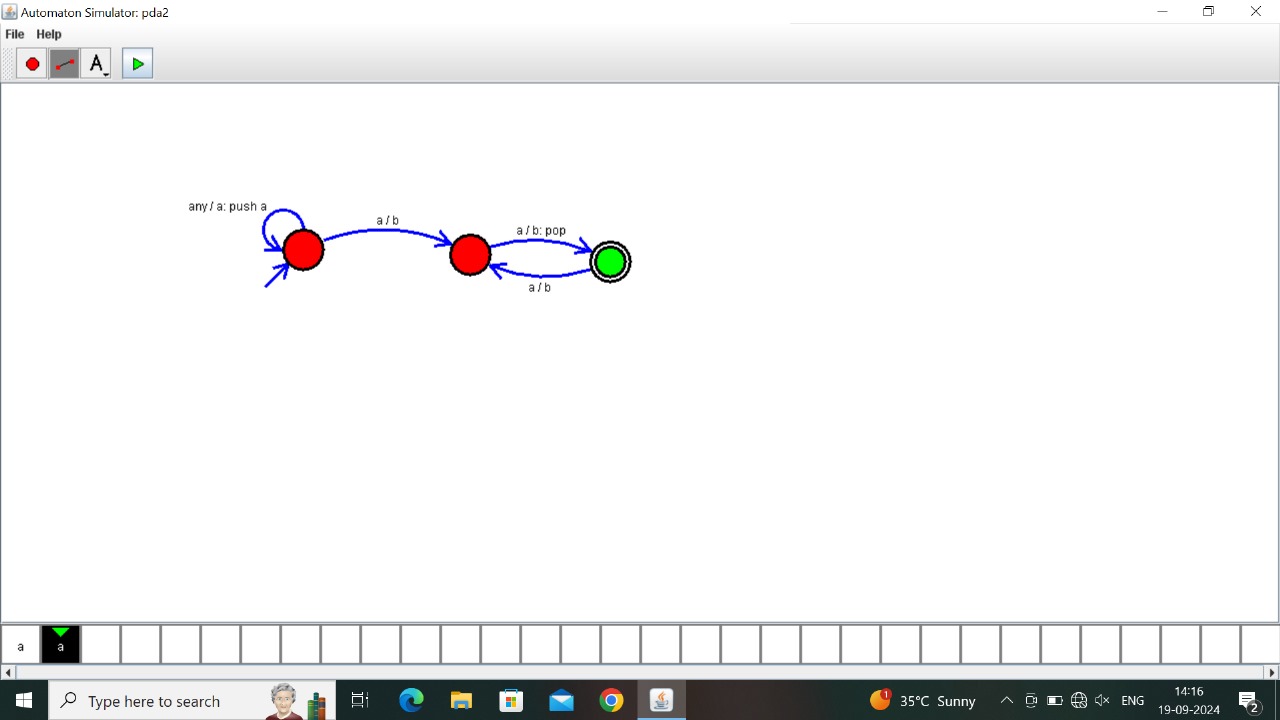 Automaton Simulator: pda2
File Help
A
any / a: push a
a / b
a / b: pop
a / b
a a
Type here to search
1 35°C Sunny ENG 14:16
19-09-2024 2